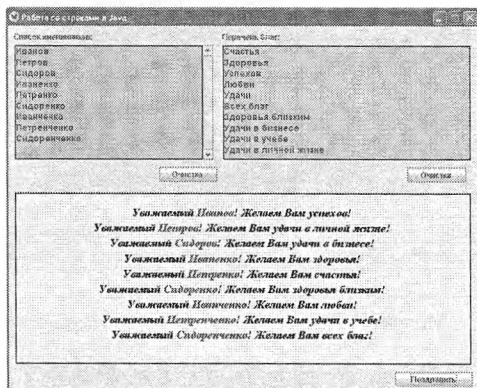 Работа со строками в Java
Список именинников:
Иванов
Петров
Сидоров
Иваненко
Петренко
Сидоренко
Иванченко
Петренченко
Сидоренченко
Очистка
Перечень благ:
Счастья
Здоровья
Успехов
Любви
Удачи
Всех благ
Здоровья близким
Удачи в бизнесе
Удачи в учебе
Удачи в личной жизни
Очистка
Уважаемый Иванов! Желаем Вам успехов!
Уважаемый Петров! Желаем Вам удачи в личной жизни!
Уважаемый Сидоров! Желаем Вам удачи в бизнесе!
Уважаемый Иваненко! Желаем Вам здоровья!
Уважаемый Петренко! Желаем Вам счастья!
Уважаемый Сидоренко! Желаем Вам здоровья близким!
Уважаемый Иванченко! Желаем Вам любви!
Уважаемый Петренченко! Желаем Вам удачи в учебе!
Уважаемый Сидоренченко! Желаем Вам всех благ!
Поздравить!